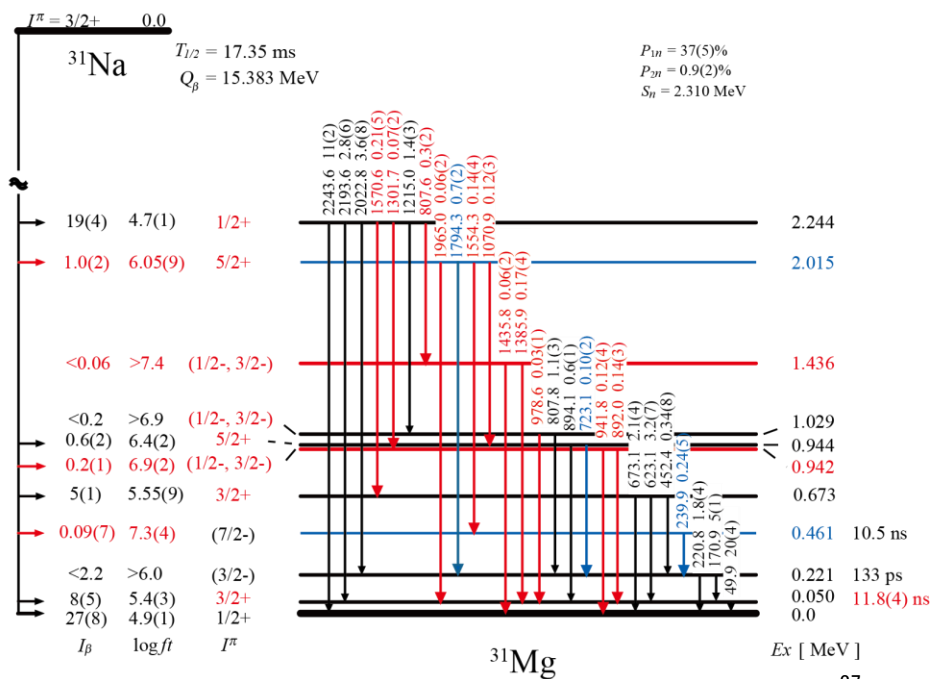 I^π = 3/2+ 0.0
³¹Na
T_{1/2} = 17.35 ms
Q_β = 15.383 MeV
P_{1n} = 37(5)%
P_{2n} = 0.9(2)%
S_n = 2.310 MeV
2243.6 11(2)
2193.6 2.8(6)
2022.8 3.6(8)
1570.6 0.21(5)
1301.7 0.07(2)
1215.0 1.4(3)
807.6 0.3(2)
1965.0 0.06(2)
1794.3 0.7(2)
1554.3 0.14(4)
1070.9 0.12(3)
1435.8 0.06(2)
1385.9 0.17(4)
978.6 0.03(1)
807.8 1.1(3)
894.1 0.6(1)
723.1 0.10(2)
941.8 0.12(4)
892.0 0.14(3)
673.1 2.1(4)
623.1 3.2(7)
452.4 0.34(8)
239.9 0.24(5)
220.8 1.8(4)
170.9 5(1)
49.9 20(4)
19(4) 4.7(1) 1/2+ 2.244
1.0(2) 6.05(9) 5/2+ 2.015
<0.06 >7.4 (1/2-, 3/2-) 1.436
<0.2 >6.9 (1/2-, 3/2-) 1.029
0.6(2) 6.4(2) 5/2+ 0.944
0.2(1) 6.9(2) (1/2-, 3/2-) 0.942
5(1) 5.55(9) 3/2+ 0.673
0.09(7) 7.3(4) (7/2-) 0.461 10.5 ns
<2.2 >6.0 (3/2-) 0.221 133 ps
8(5) 5.4(3) 3/2+ 0.050 11.8(4) ns
27(8) 4.9(1) 1/2+ 0.0
I_β log ft I^π Ex [ MeV ]
³¹Mg